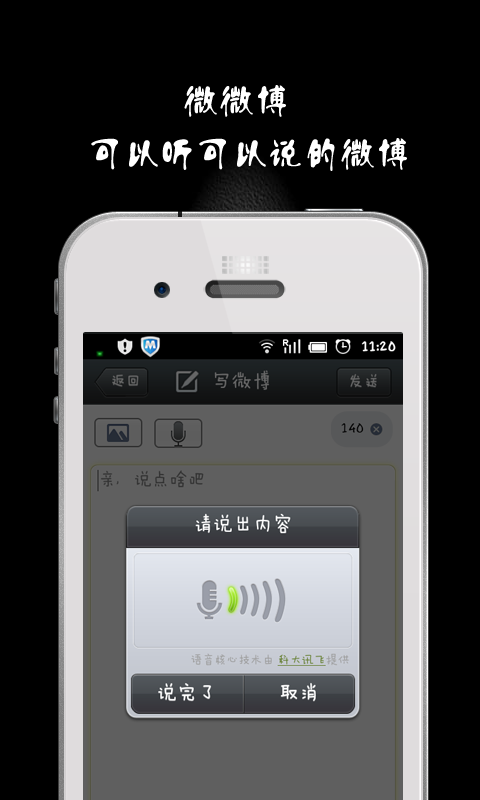 微微博
可以听可以说的微博
M
R
11:20
返回
写微博
发送
140
亲，说点啥吧
请说出内容
语音核心技术由 科大讯飞提供
说完了
取消